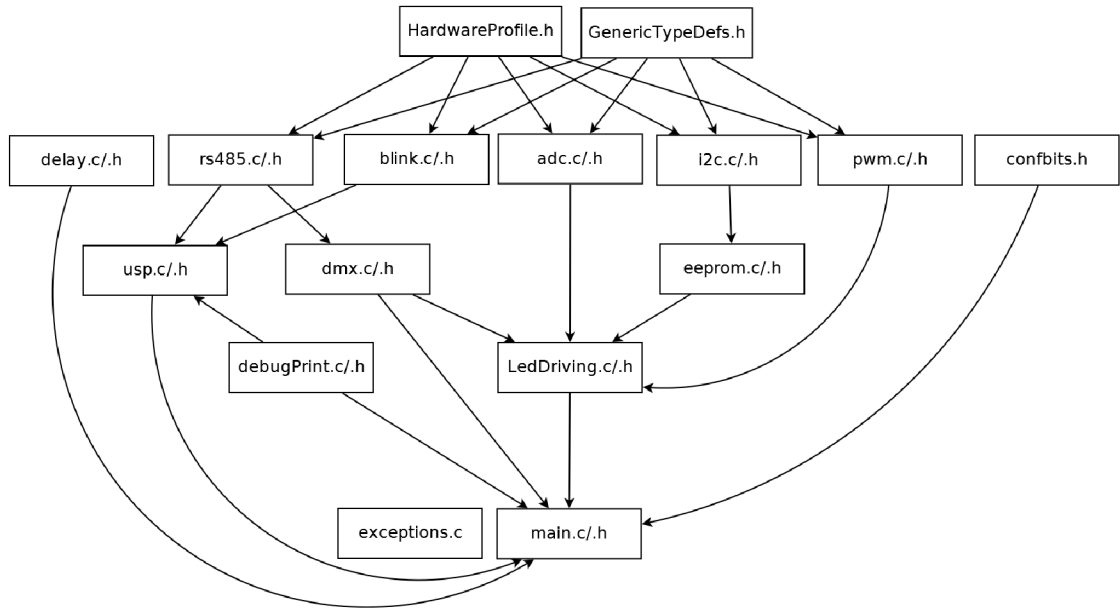 HardwareProfile.h
GenericTypeDefs.h
delay.c/.h
rs485.c/.h
blink.c/.h
adc.c/.h
i2c.c/.h
pwm.c/.h
confbits.h
usp.c/.h
dmx.c/.h
eeprom.c/.h
debugPrint.c/.h
LedDriving.c/.h
exceptions.c
main.c/.h